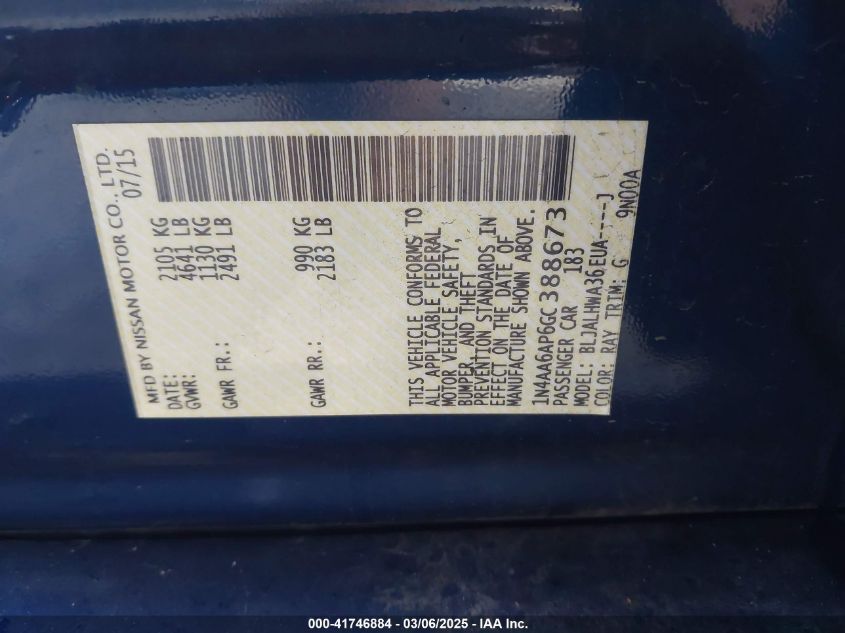 MFD BY NISSAN MOTOR CO., LTD.
DATE: 07/15
GVWR: 2105 KG
4641 LB
GAWR FR.: 1130 KG
2491 LB
GAWR RR.: 990 KG
2183 LB
THIS VEHICLE CONFORMS TO
ALL APPLICABLE FEDERAL
MOTOR VEHICLE SAFETY,
BUMPER, AND THEFT
PREVENTION STANDARDS IN
EFFECT ON THE DATE OF
MANUFACTURE SHOWN ABOVE.
1N4AA6AP6GC388673
PASSENGER CAR 183
MODEL: BLJALHWA36EUA----J
COLOR: RAY TRIM: G 9N00A
000-41746884 - 03/06/2025 - IAA Inc.